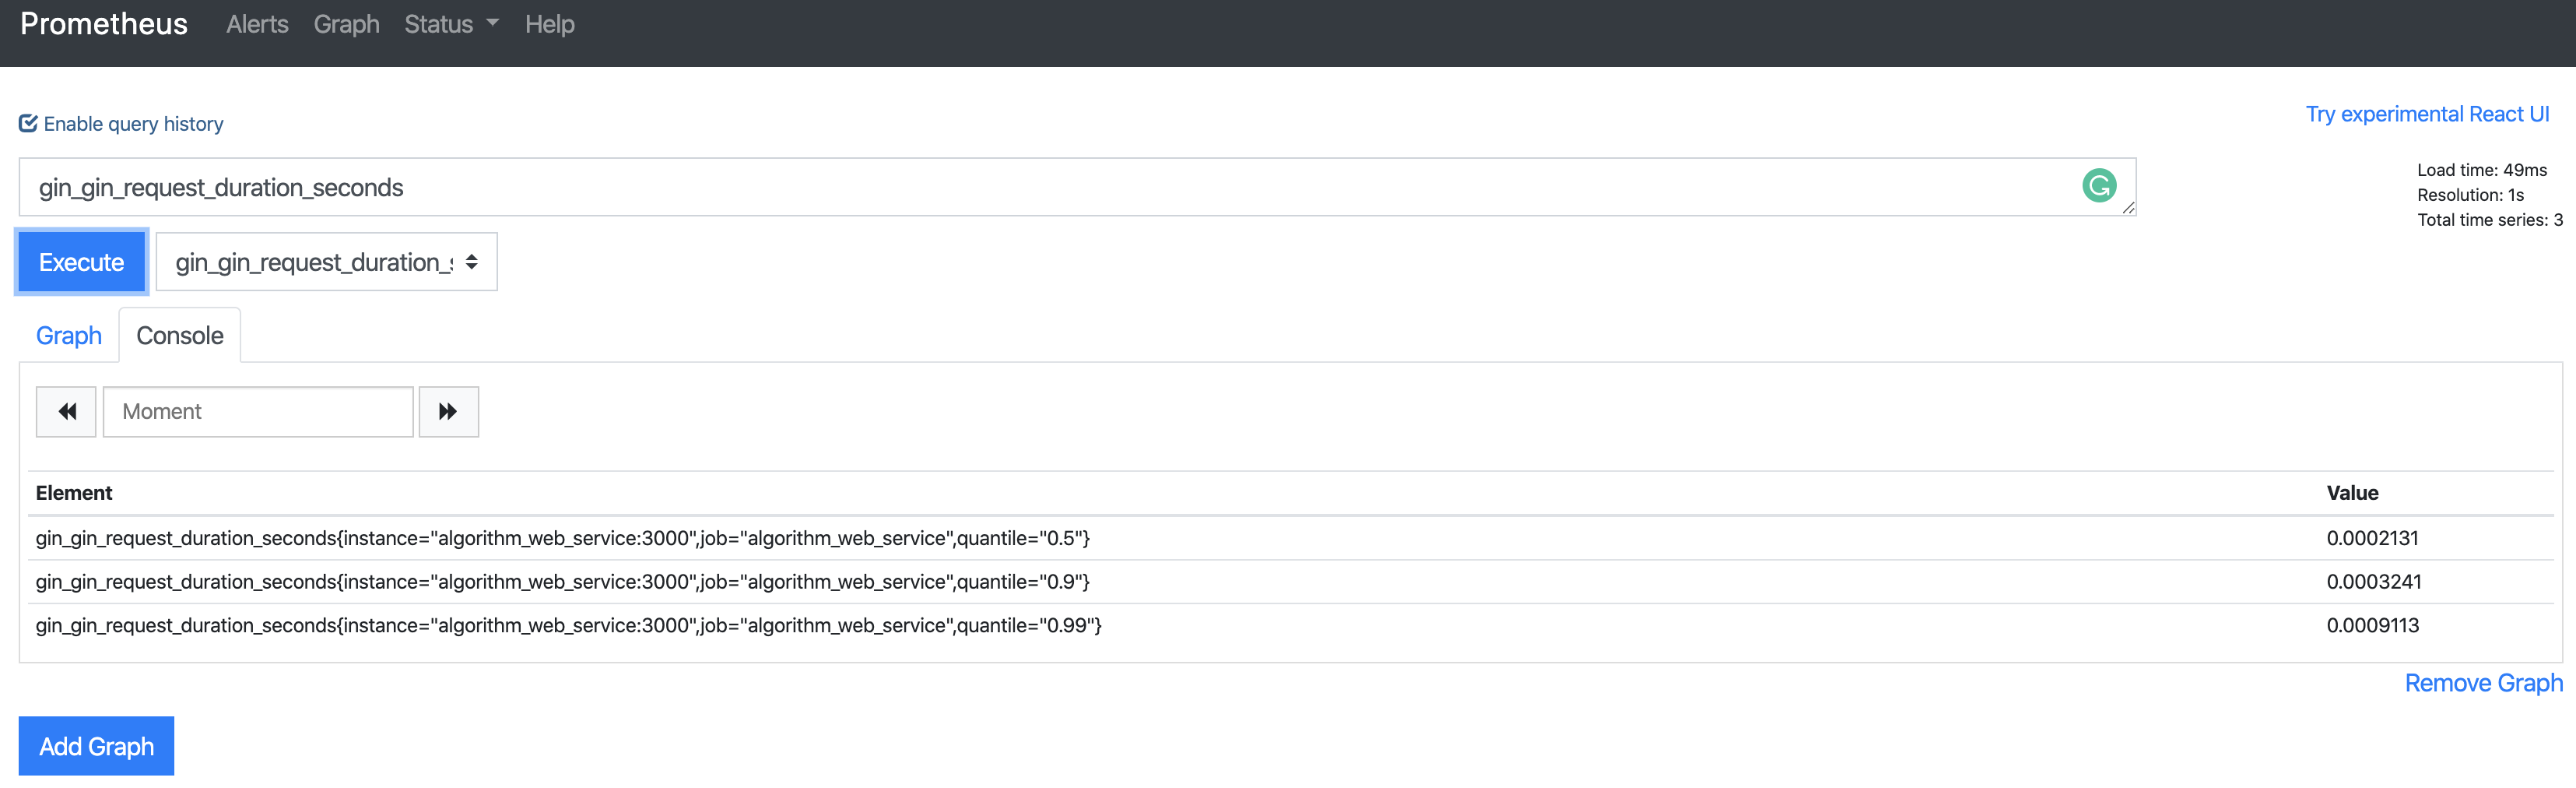 Prometheus Alerts Graph Status Help
Enable query history
Try experimental React UI
gin_gin_request_duration_seconds
Load time: 49ms
Resolution: 1s
Total time series: 3
Execute
gin_gin_request_duration_s
Graph Console
Moment
Element Value
gin_gin_request_duration_seconds{instance="algorithm_web_service:3000",job="algorithm_web_service",quantile="0.5"} 0.0002131
gin_gin_request_duration_seconds{instance="algorithm_web_service:3000",job="algorithm_web_service",quantile="0.9"} 0.0003241
gin_gin_request_duration_seconds{instance="algorithm_web_service:3000",job="algorithm_web_service",quantile="0.99"} 0.0009113
Remove Graph
Add Graph